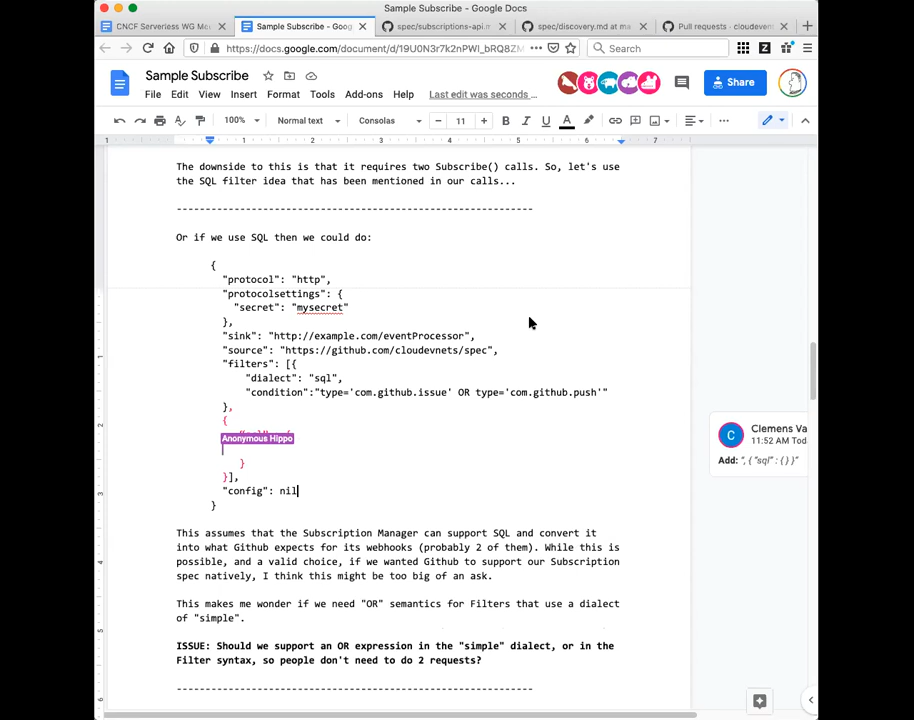 Sample Subscribe - Google Docs
CNCF Serverless WG Mo
Sample Subscribe - Goog
spec/subscriptions-api.m
spec/discovery.md at ma
Pull requests · cloudevent
https://docs.google.com/document/d/19U0N3r7k2nPWI_bRQ8ZM
Search
Sample Subscribe
File Edit View Insert Format Tools Add-ons Help Last edit was seconds ...
Share
100% Normal text Consolas 11 B I U A
1 1 2 3 4 5 6 7
The downside to this is that it requires two Subscribe() calls. So, let's use
the SQL filter idea that has been mentioned in our calls...
------------------------------------------------------------
Or if we use SQL then we could do:
{
"protocol": "http",
"protocolsettings": {
"secret": "mysecret"
},
"sink": "http://example.com/eventProcessor",
"source": "https://github.com/cloudevnets/spec",
"filters": [{
"dialect": "sql",
"condition":"type='com.github.issue' OR type='com.github.push'"
},
{
Anonymous Hippo
}
}],
"config": nil
}
Clemens Va
11:52 AM Tod
Add: ", { "sql" : { } }"
This assumes that the Subscription Manager can support SQL and convert it
into what Github expects for its webhooks (probably 2 of them). While this is
possible, and a valid choice, if we wanted Github to support our Subscription
spec natively, I think this might be too big of an ask.
This makes me wonder if we need "OR" semantics for Filters that use a dialect
of "simple".
ISSUE: Should we support an OR expression in the "simple" dialect, or in the
Filter syntax, so people don't need to do 2 requests?
------------------------------------------------------------